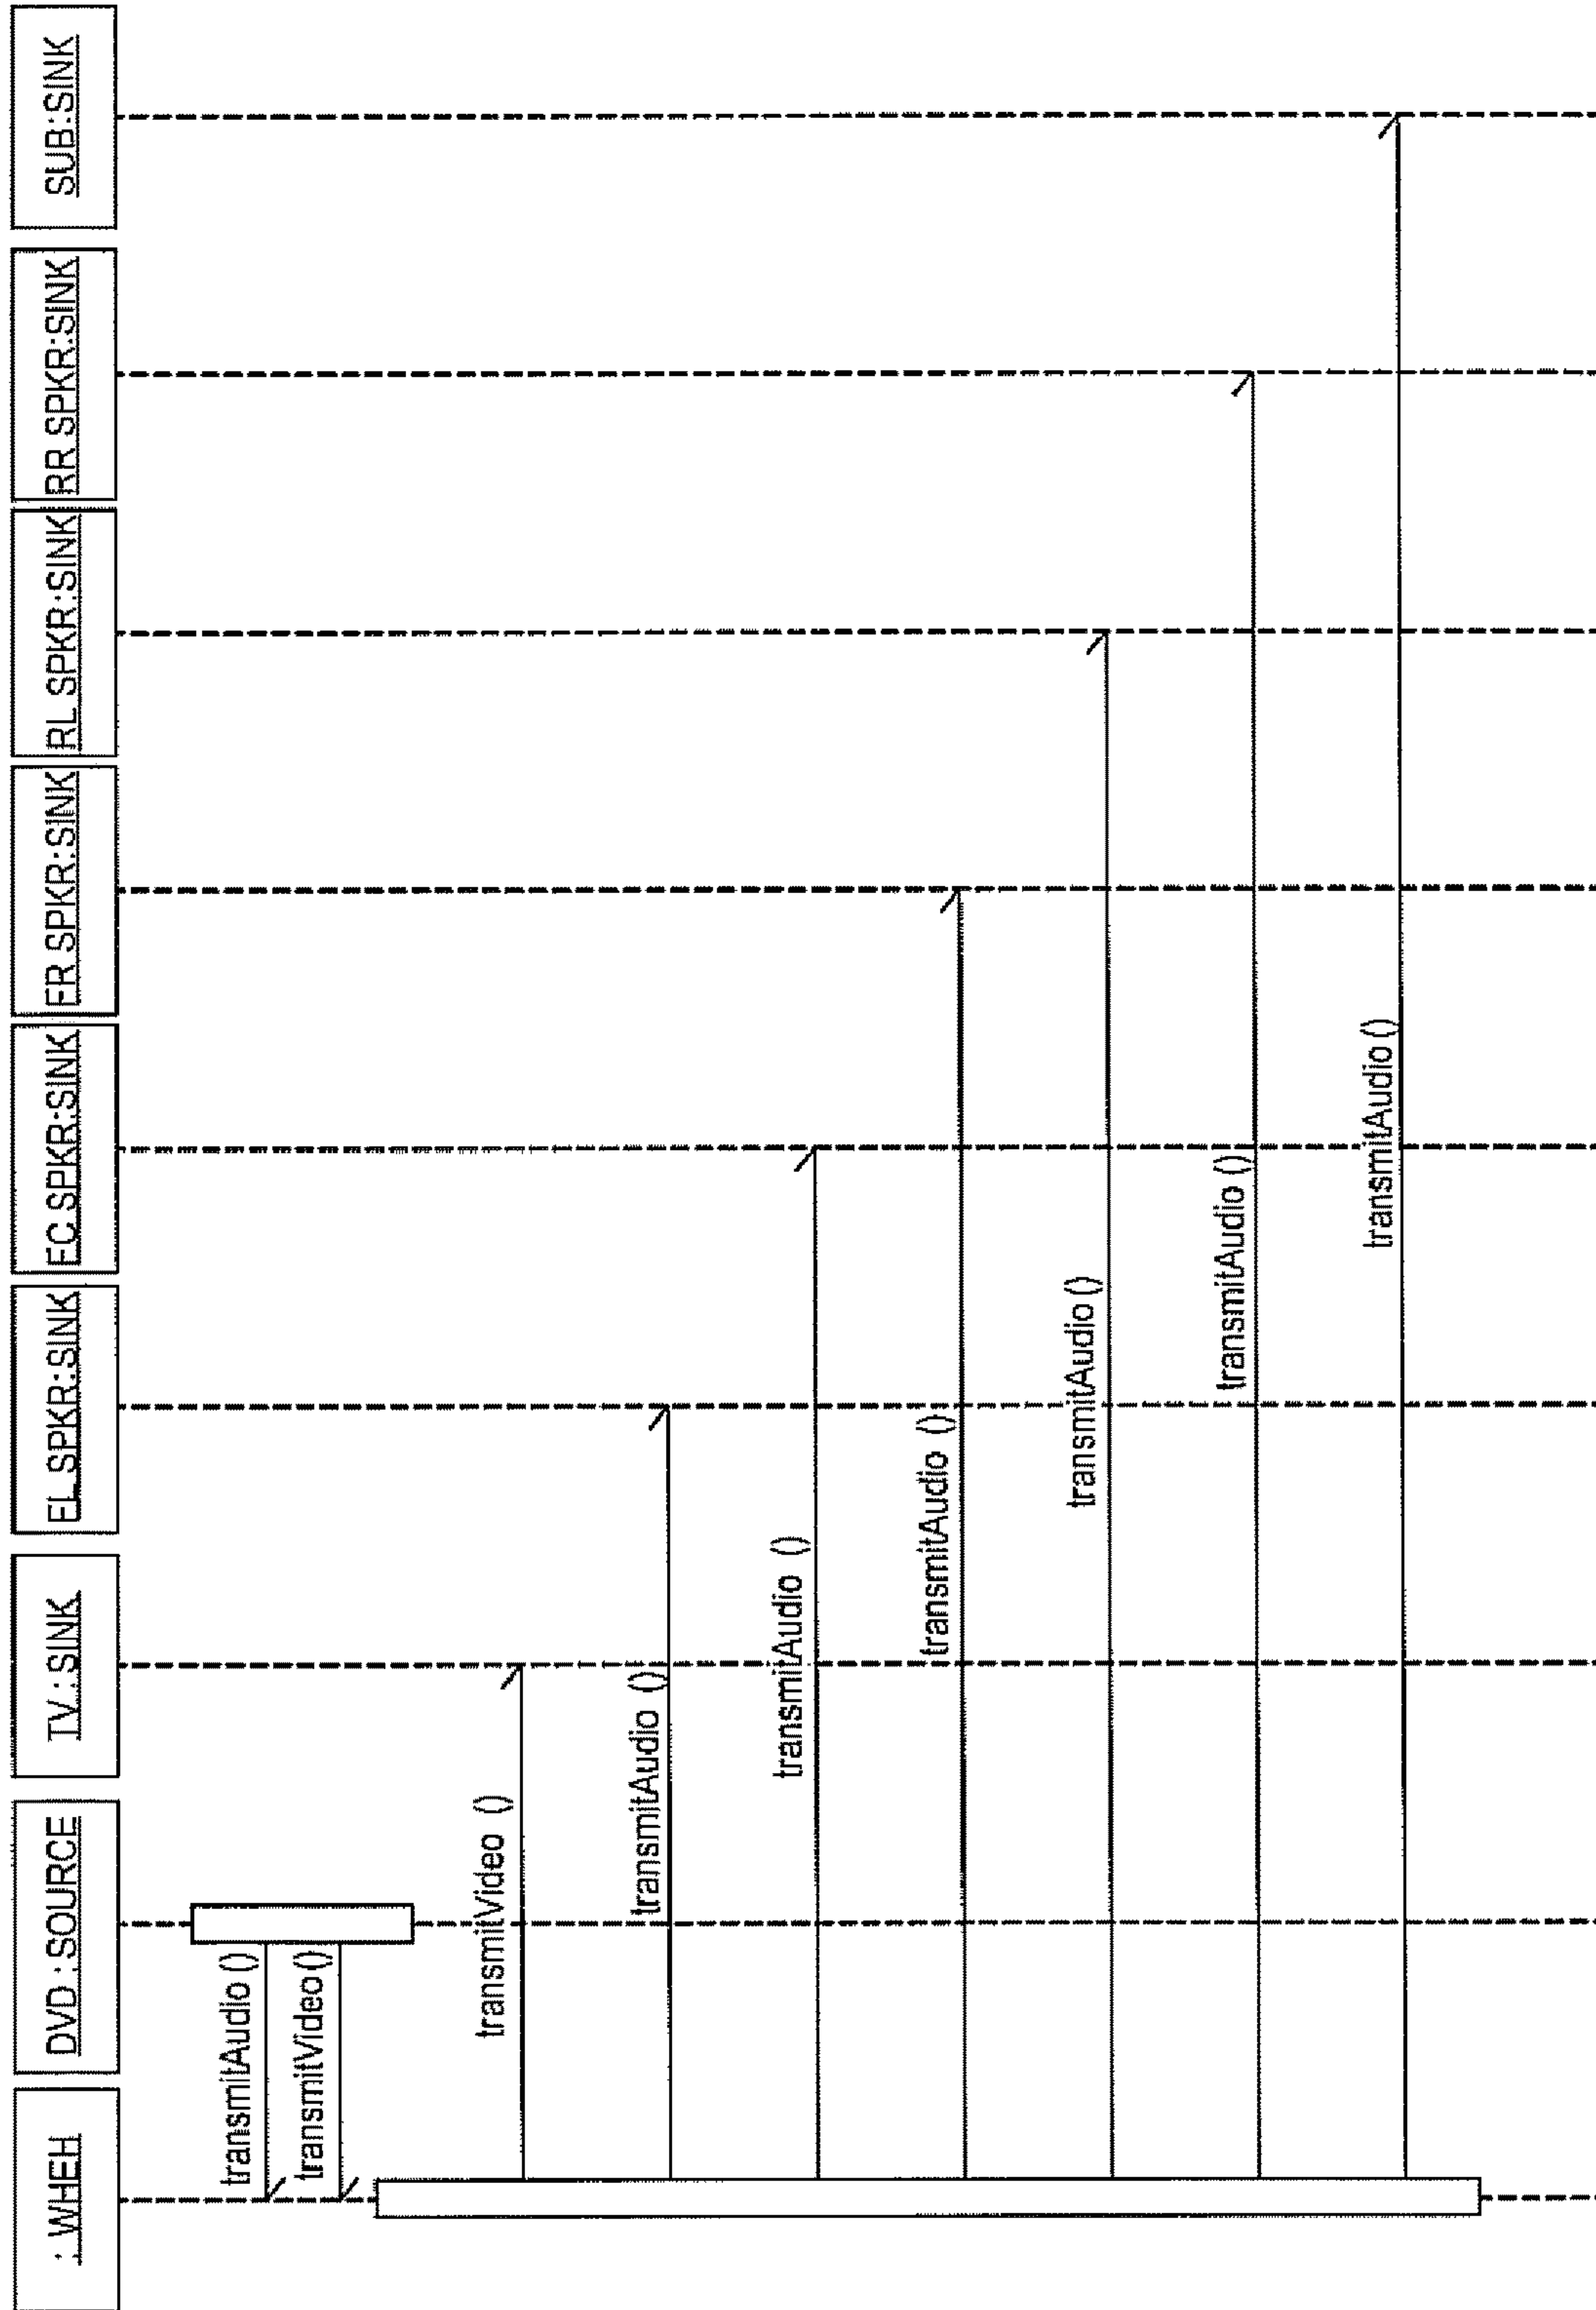 : WHEH
DVD :SOURCE
TV :SINK
FL SPKR:SINK
FC SPKR:SINK
FR SPKR:SINK
RL SPKR:SINK
RR SPKR:SINK
SUB:SINK
transmitAudio ()
transmitVideo ()
transmitVideo ()
transmitAudio ()
transmitAudio ()
transmitAudio ()
transmitAudio ()
transmitAudio ()
transmitAudio ()